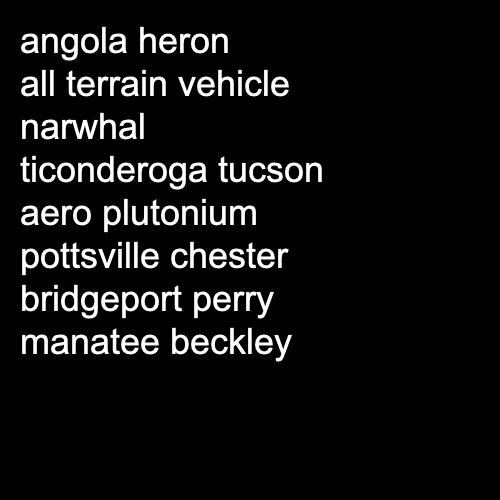 angola heron
all terrain vehicle
narwhal
ticonderoga tucson
aero plutonium
pottsville chester
bridgeport perry
manatee beckley